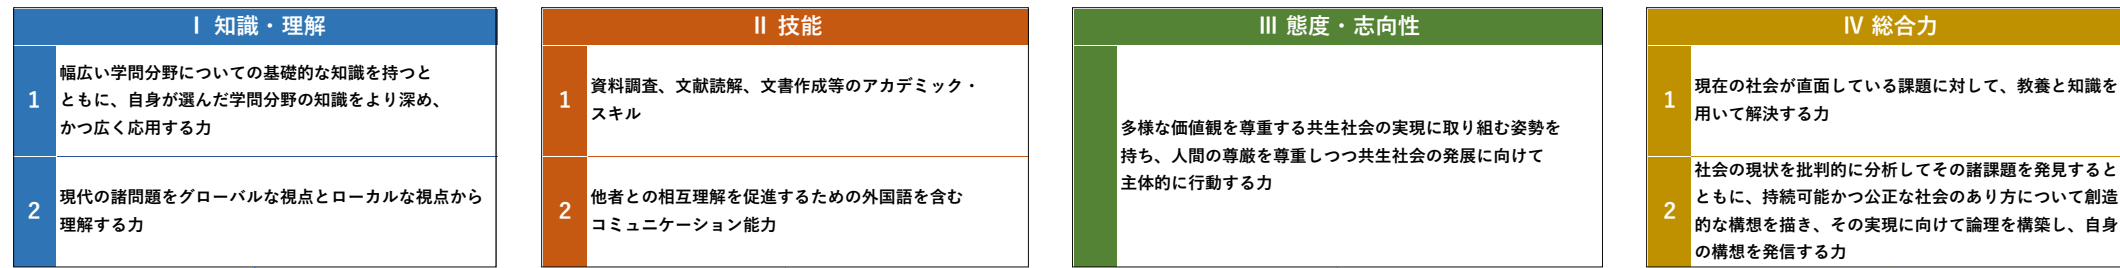 Ⅰ 知識・理解
1
幅広い学問分野についての基礎的な知識を持つと
ともに、自身が選んだ学問分野の知識をより深め、
かつ広く応用する力
2
現代の諸問題をグローバルな視点とローカルな視点から
理解する力
Ⅱ 技能
1
資料調査、文献読解、文書作成等のアカデミック・
スキル
2
他者との相互理解を促進するための外国語を含む
コミュニケーション能力
Ⅲ 態度・志向性
多様な価値観を尊重する共生社会の実現に取り組む姿勢を
持ち、人間の尊厳を尊重しつつ共生社会の発展に向けて
主体的に行動する力
Ⅳ 総合力
1
現在の社会が直面している課題に対して、教養と知識を
用いて解決する力
2
社会の現状を批判的に分析してその諸課題を発見すると
ともに、持続可能かつ公正な社会のあり方について創造
的な構想を描き、その実現に向けて論理を構築し、自身
の構想を発信する力